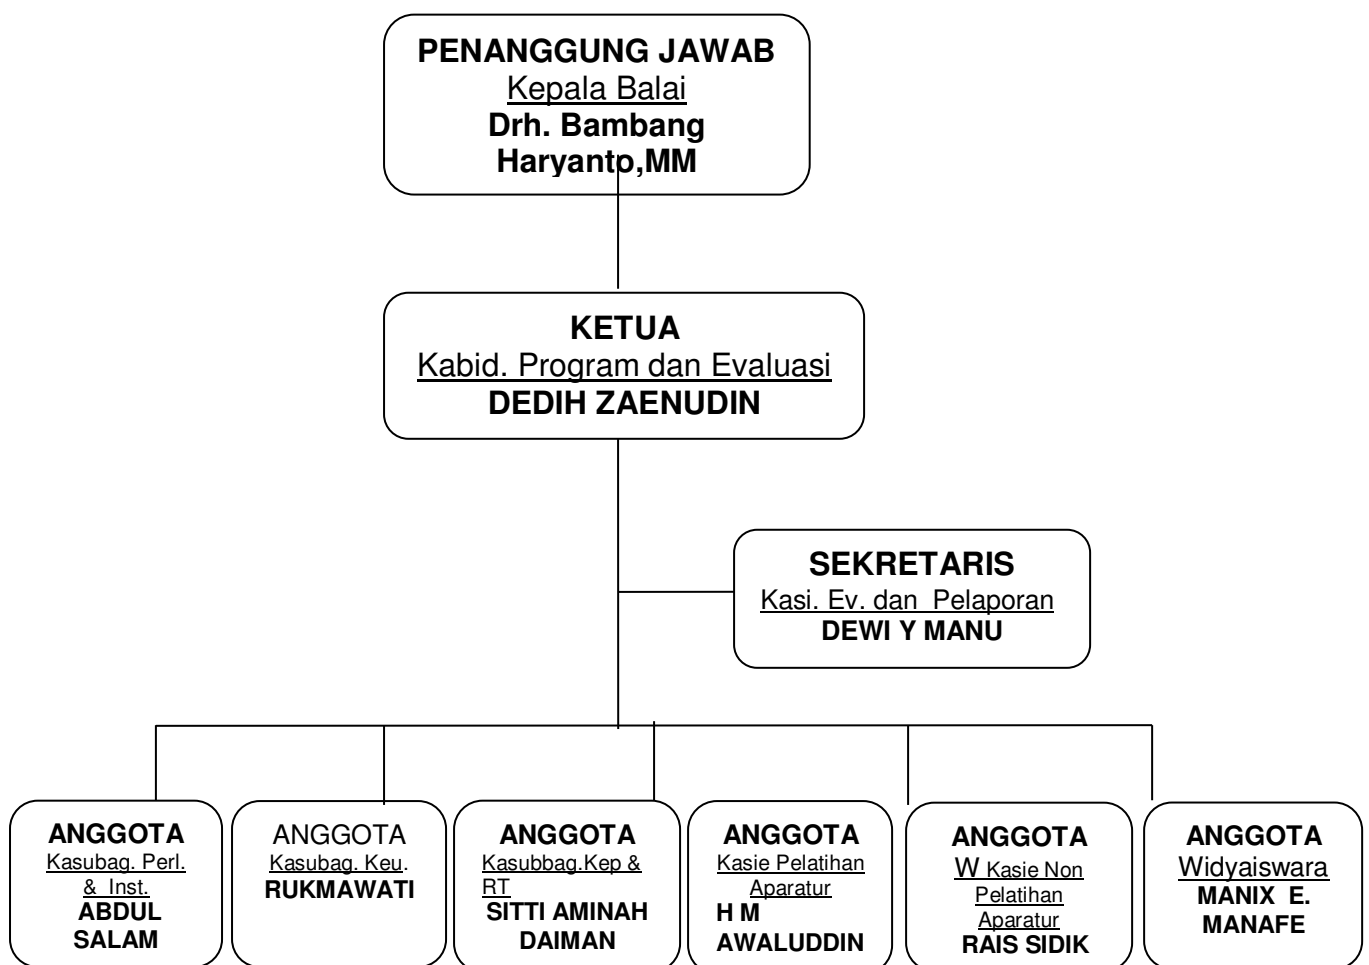 PENANGGUNG JAWAB
Kepala Balai
Drh. Bambang
Haryanto,MM
KETUA
Kabid. Program dan Evaluasi
DEDIH ZAENUDIN
SEKRETARIS
Kasi. Ev. dan Pelaporan
DEWI Y MANU
ANGGOTA
Kasubag. Perl.
& Inst.
ABDUL
SALAM
ANGGOTA
Kasubag. Keu.
RUKMAWATI
ANGGOTA
Kasubbag.Kep &
RT
SITTI AMINAH
DAIMAN
ANGGOTA
Kasie Pelatihan
Aparatur
H M
AWALUDDIN
ANGGOTA
W Kasie Non
Pelatihan
Aparatur
RAIS SIDIK
ANGGOTA
Widyaiswara
MANIX E.
MANAFE